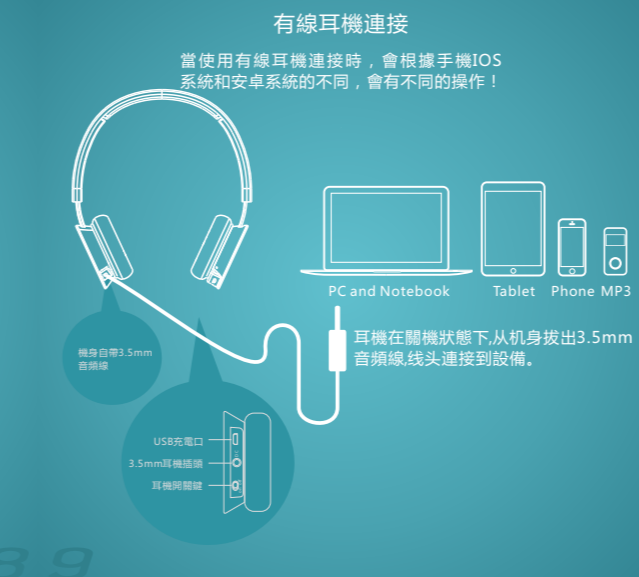 有線耳機連接
當使用有線耳機連接時，會根據手機IOS
系統和安卓系統的不同，會有不同的操作！
PC and Notebook
Tablet
Phone
MP3
耳機在關機狀態下,从机身拔出3.5mm
音頻線,线头連接到設備。
機身自帶3.5mm
音頻線
USB充電口
3.5mm耳機插頭
耳機開關鍵
89